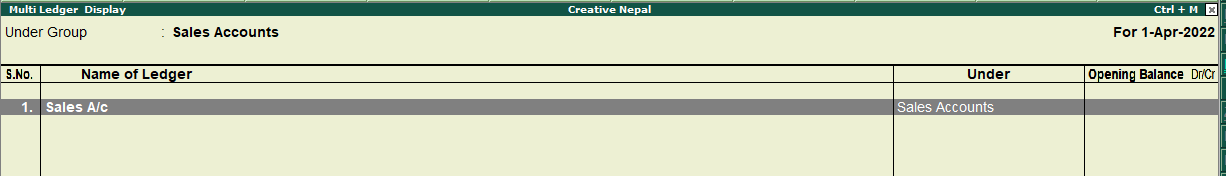 Multi Ledger Display Creative Nepal Ctrl + M
Under Group : Sales Accounts For 1-Apr-2022
S.No. Name of Ledger Under Opening Balance Dr/Cr
1. Sales A/c Sales Accounts